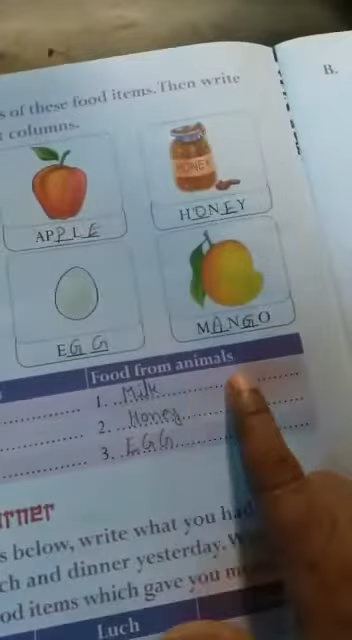 s of these food items. Then write
columns.
B.
HONEY
APPLE
HONEY
EGG
MANGO
Food from animals
1. Milk
2. Honey
3. EGG
rner
s below, write what you had
ch and dinner yesterday. W
od items which gave you m
Luch